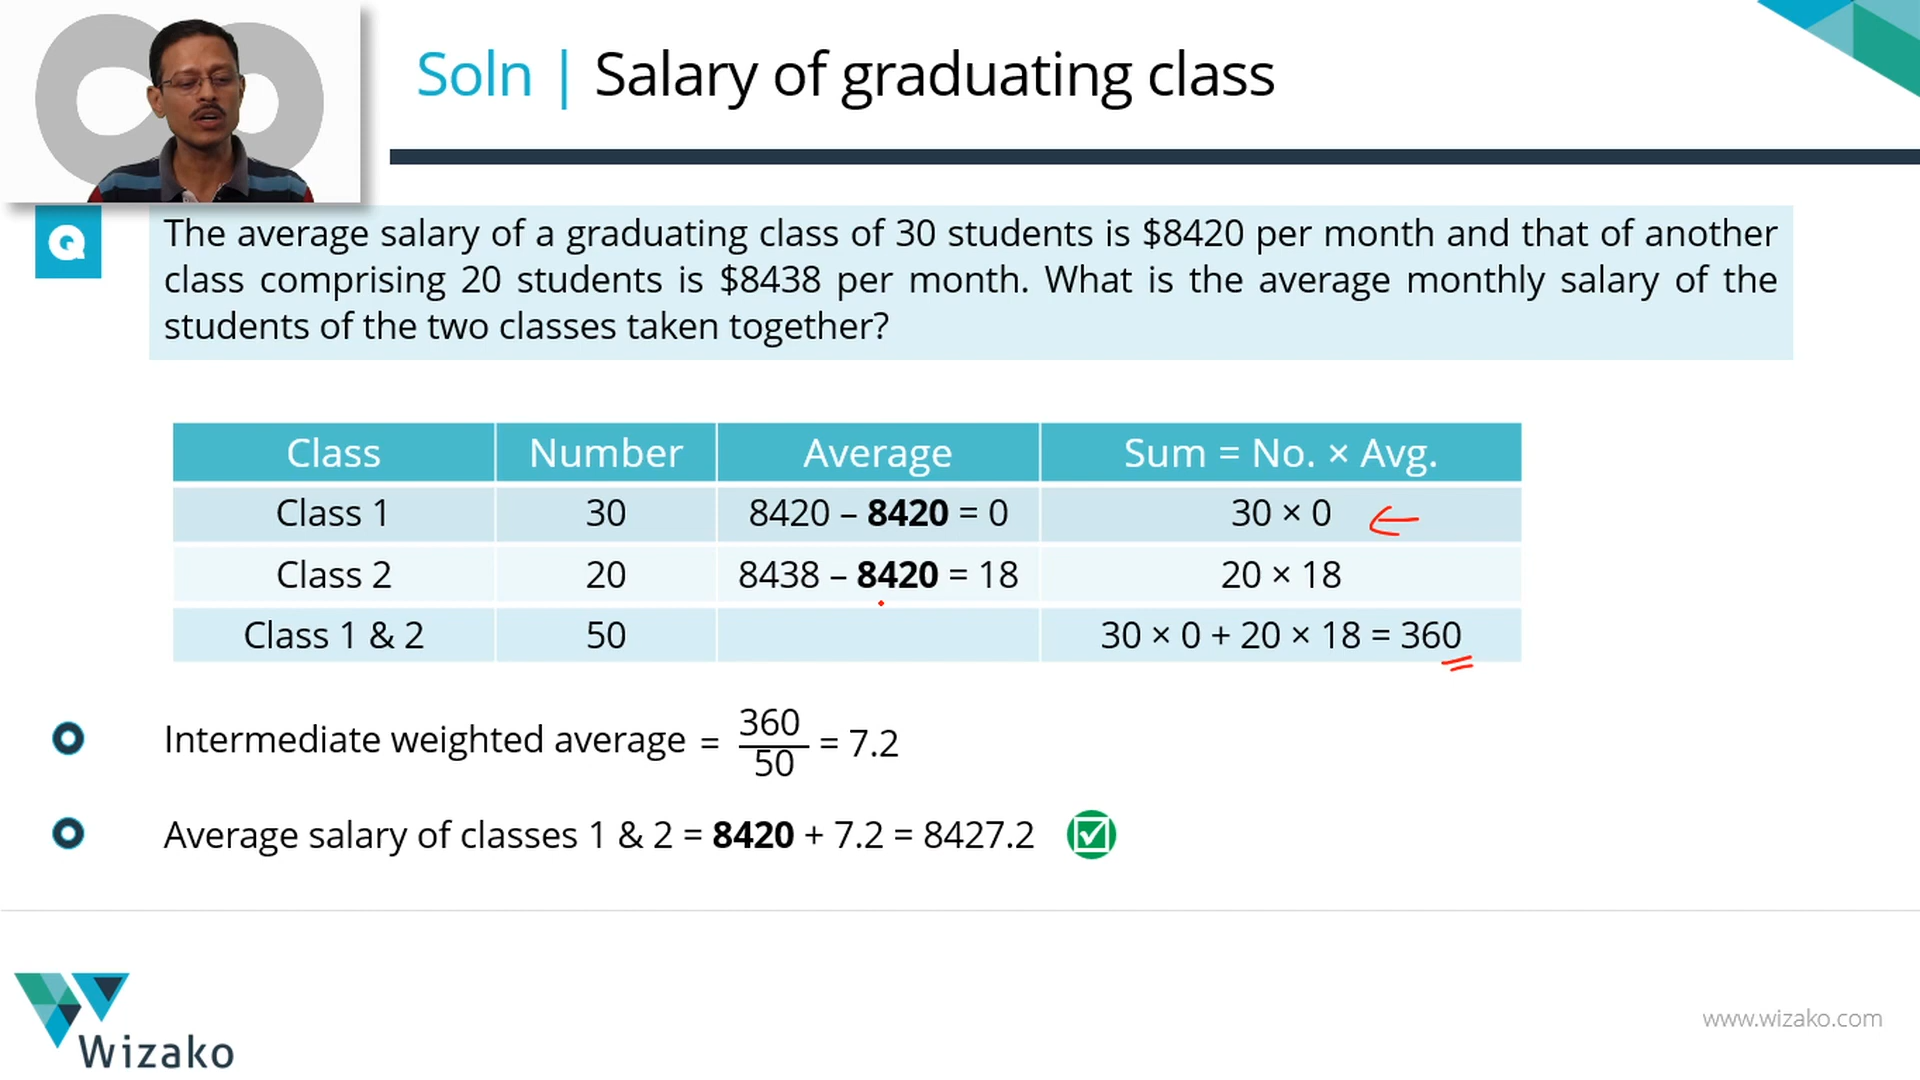 Soln | Salary of graduating class
Q
The average salary of a graduating class of 30 students is $8420 per month and that of another
class comprising 20 students is $8438 per month. What is the average monthly salary of the
students of the two classes taken together?
Class Number Average Sum = No. × Avg.
Class 1 30 8420 – 8420 = 0 30 × 0
Class 2 20 8438 – 8420 = 18 20 × 18
Class 1 & 2 50 30 × 0 + 20 × 18 = 360
Intermediate weighted average = 360/50 = 7.2
Average salary of classes 1 & 2 = 8420 + 7.2 = 8427.2
Wizako
www.wizako.com